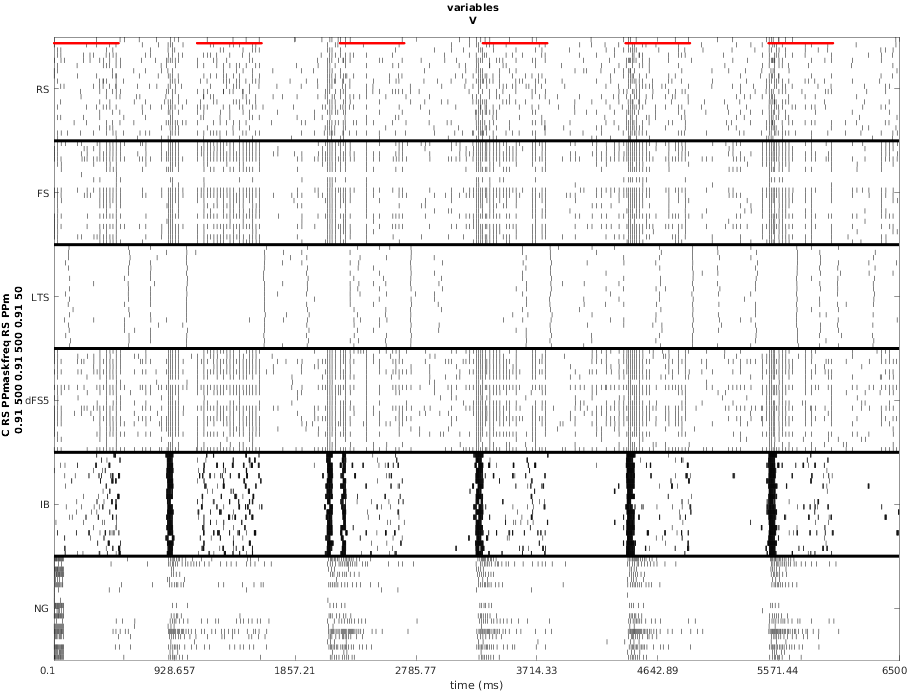 variables
V
RS
FS
LTS
dFS5
IB
NG
C RS PPmaskfreq RS PPm
0.91 500 0.91 500 0.91 50
0.1 928.657 1857.21 2785.77 3714.33 4642.89 5571.44 6500
time (ms)